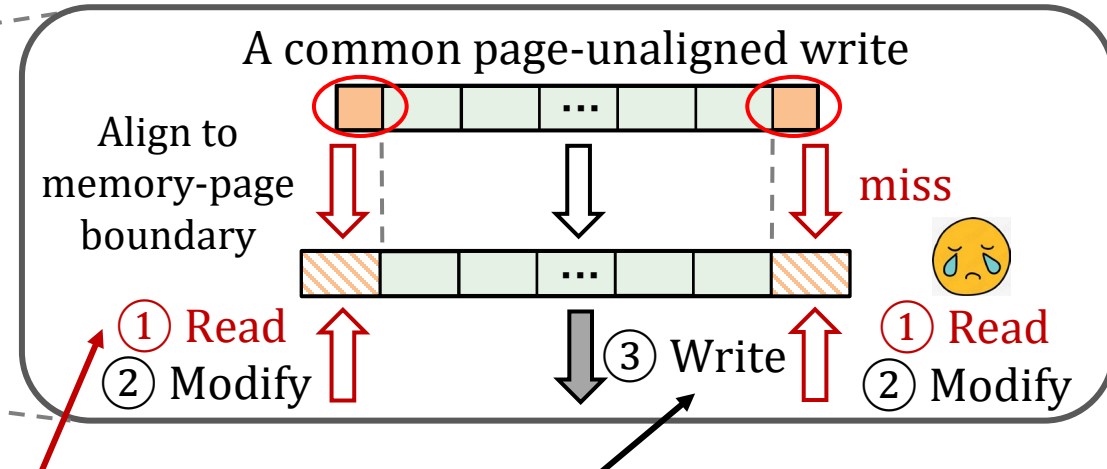 A common page-unaligned write
...
Align to
memory-page
boundary
miss
...
① Read
② Modify
③ Write
① Read
② Modify